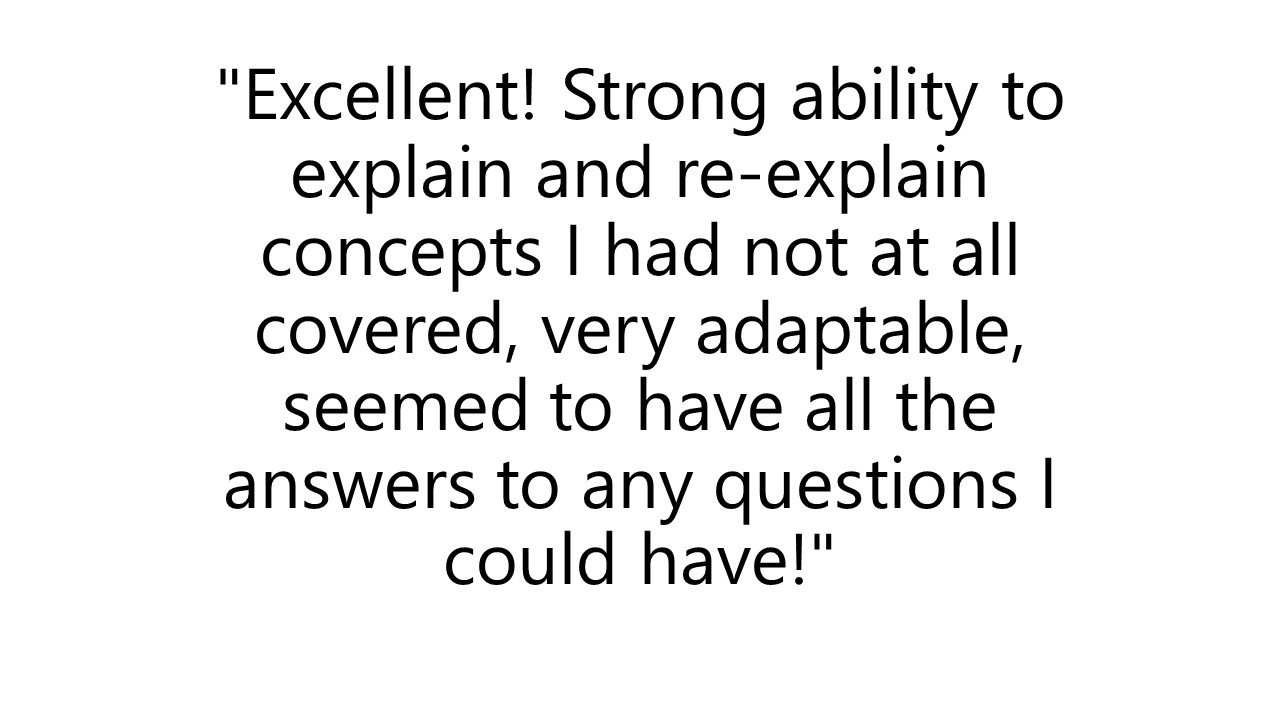 "Excellent! Strong ability to
explain and re-explain
concepts I had not at all
covered, very adaptable,
seemed to have all the
answers to any questions I
could have!"